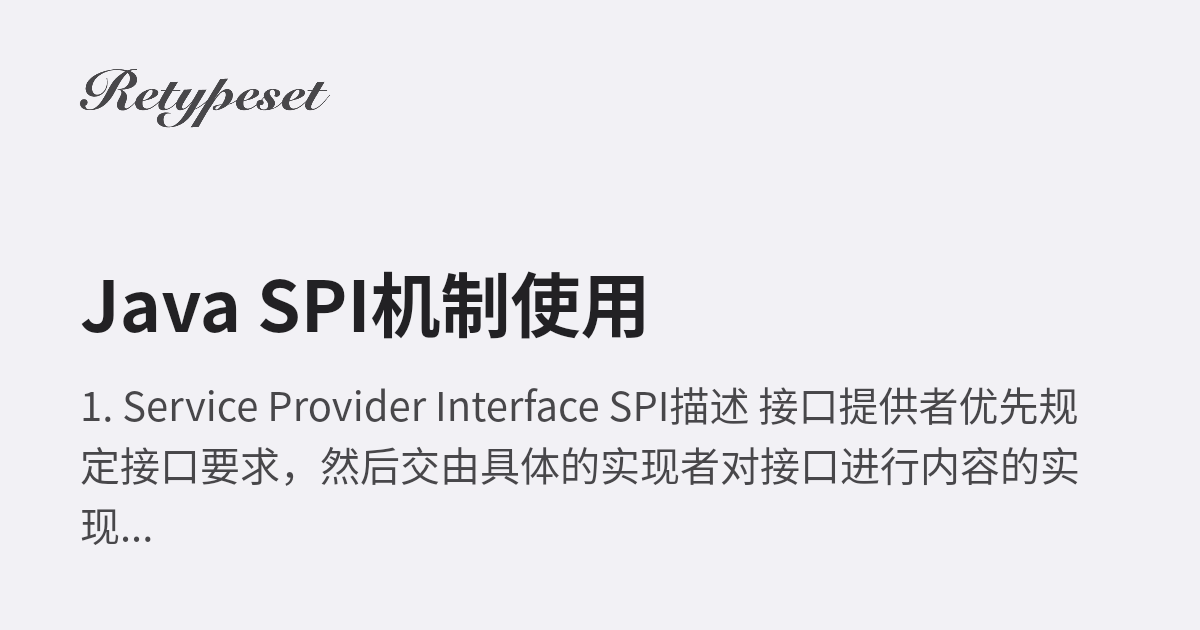 Retypeset
Java SPI机制使用
1. Service Provider Interface SPI描述 接口提供者优先规
定接口要求，然后交由具体的实现者对接口进行内容的实
现...